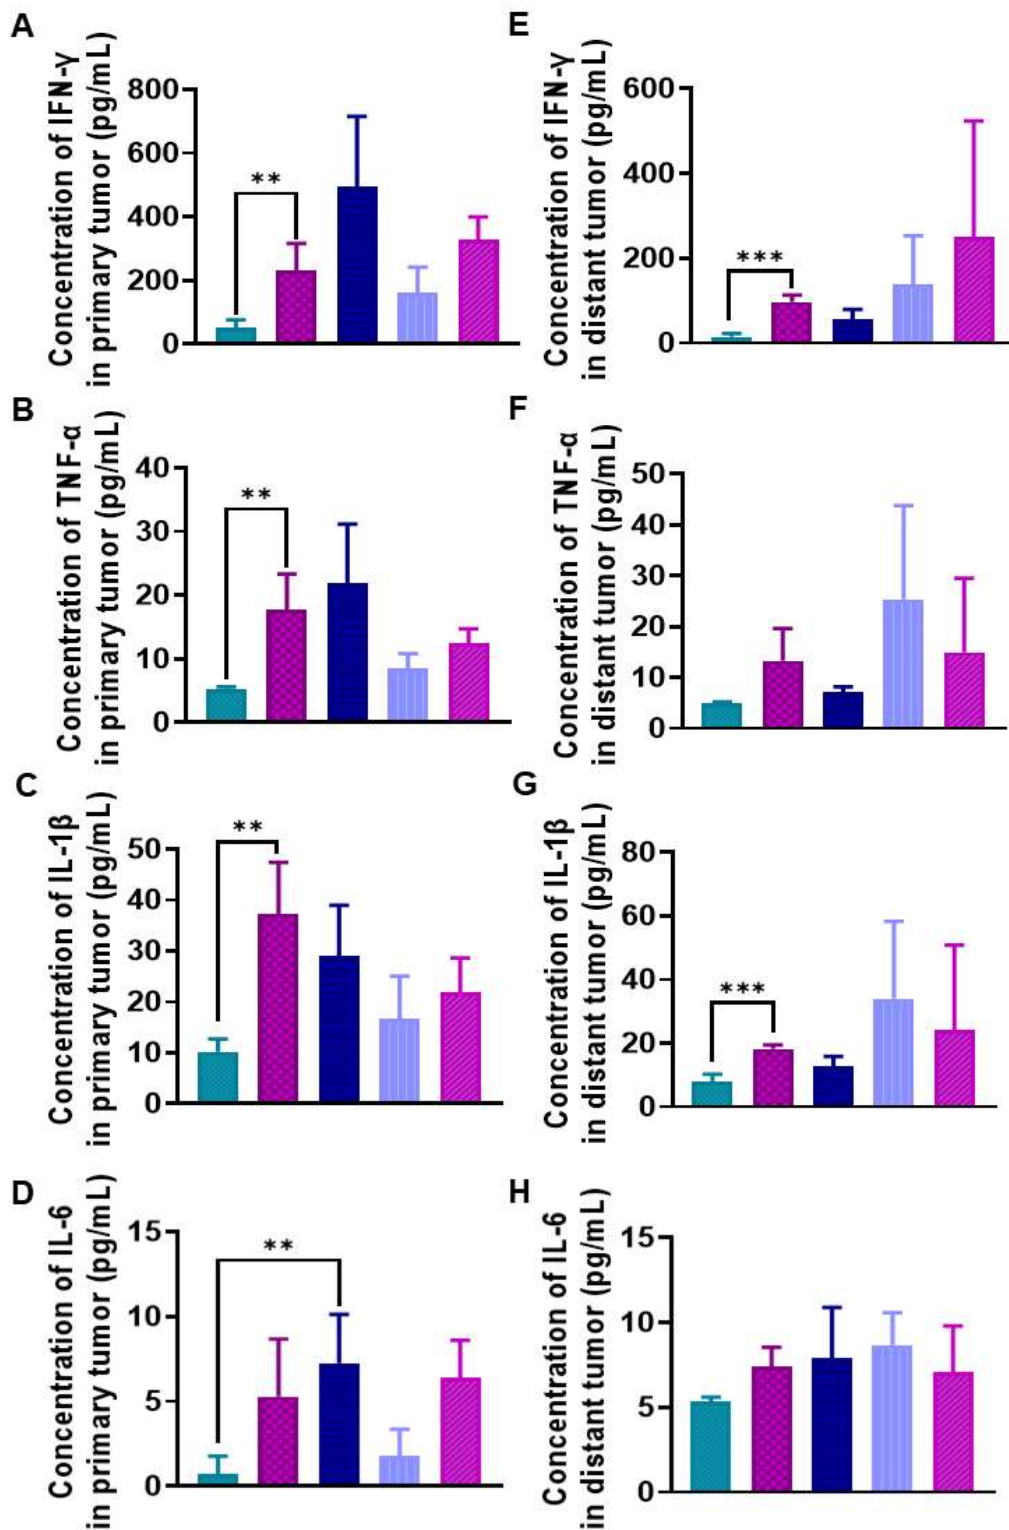 A
Concentration of IFN-γ
in primary tumor (pg/mL)
800
600
400
200
0
**
E
Concentration of IFN-γ
in distant tumor (pg/mL)
600
400
200
0
***
B
Concentration of TNF-α
in primary tumor (pg/mL)
40
30
20
10
0
**
F
Concentration of TNF-α
in distant tumor (pg/mL)
50
40
30
20
10
0
C
Concentration of IL-1β
in primary tumor (pg/mL)
50
40
30
20
10
0
**
G
Concentration of IL-1β
in distant tumor (pg/mL)
80
60
40
20
0
***
D
Concentration of IL-6
in primary tumor (pg/mL)
15
10
5
0
**
H
Concentration of IL-6
in distant tumor (pg/mL)
15
10
5
0